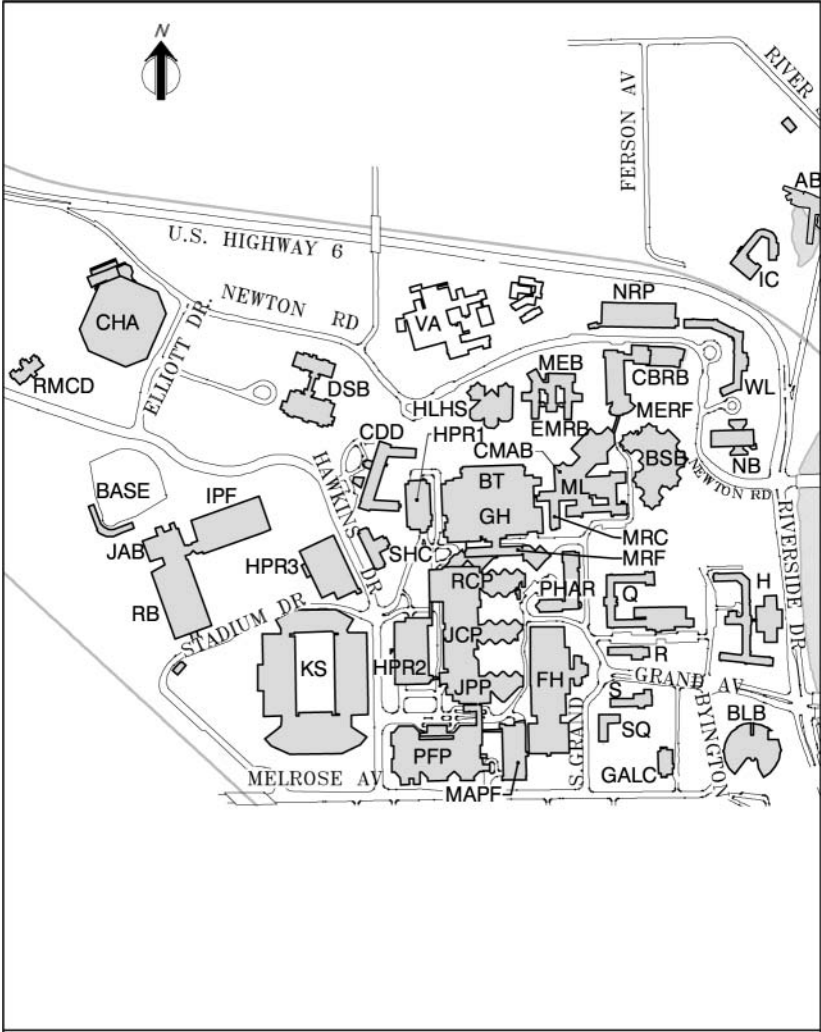 N
RIVER S
FERSON AV
AB
U.S. HIGHWAY 6
IC
NEWTON RD
NRP
VA
CHA
ELLIOTT DR.
MEB
CBRB
WL
RMCD
DSB
HLHS
HPR1
EMRB
MERF
CDD
CMAB
BSB
NB
HAWKINS DR
BT
ML
NEWTON RD
BASE
IPF
GH
MRC
RIVERSIDE DR
JAB
SHC
MRF
HPR3
RCP
PHAR
Q
H
RB
STADIUM DR
JCP
KS
HPR2
R
JPP
FH
GRAND AV
S
S.GRAND
BYINGTON
BLB
SQ
PFP
GALC
MELROSE AV
MAPF